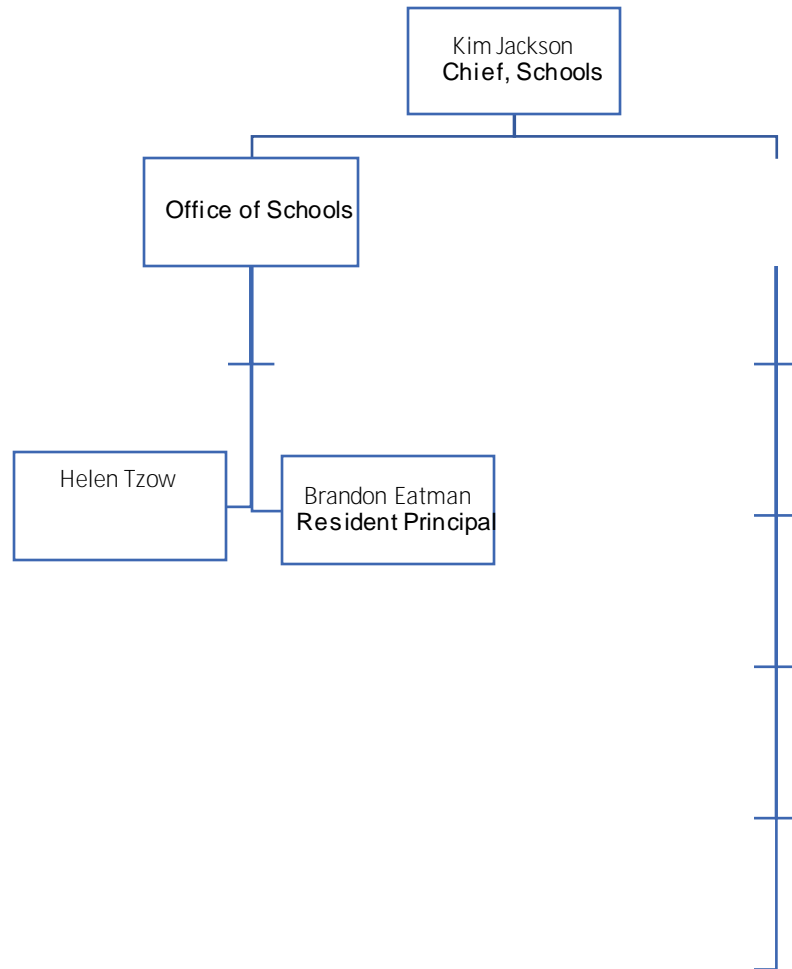 Kim Jackson
Chief, Schools
Office of Schools
Helen Tzow
Brandon Eatman
Resident Principal